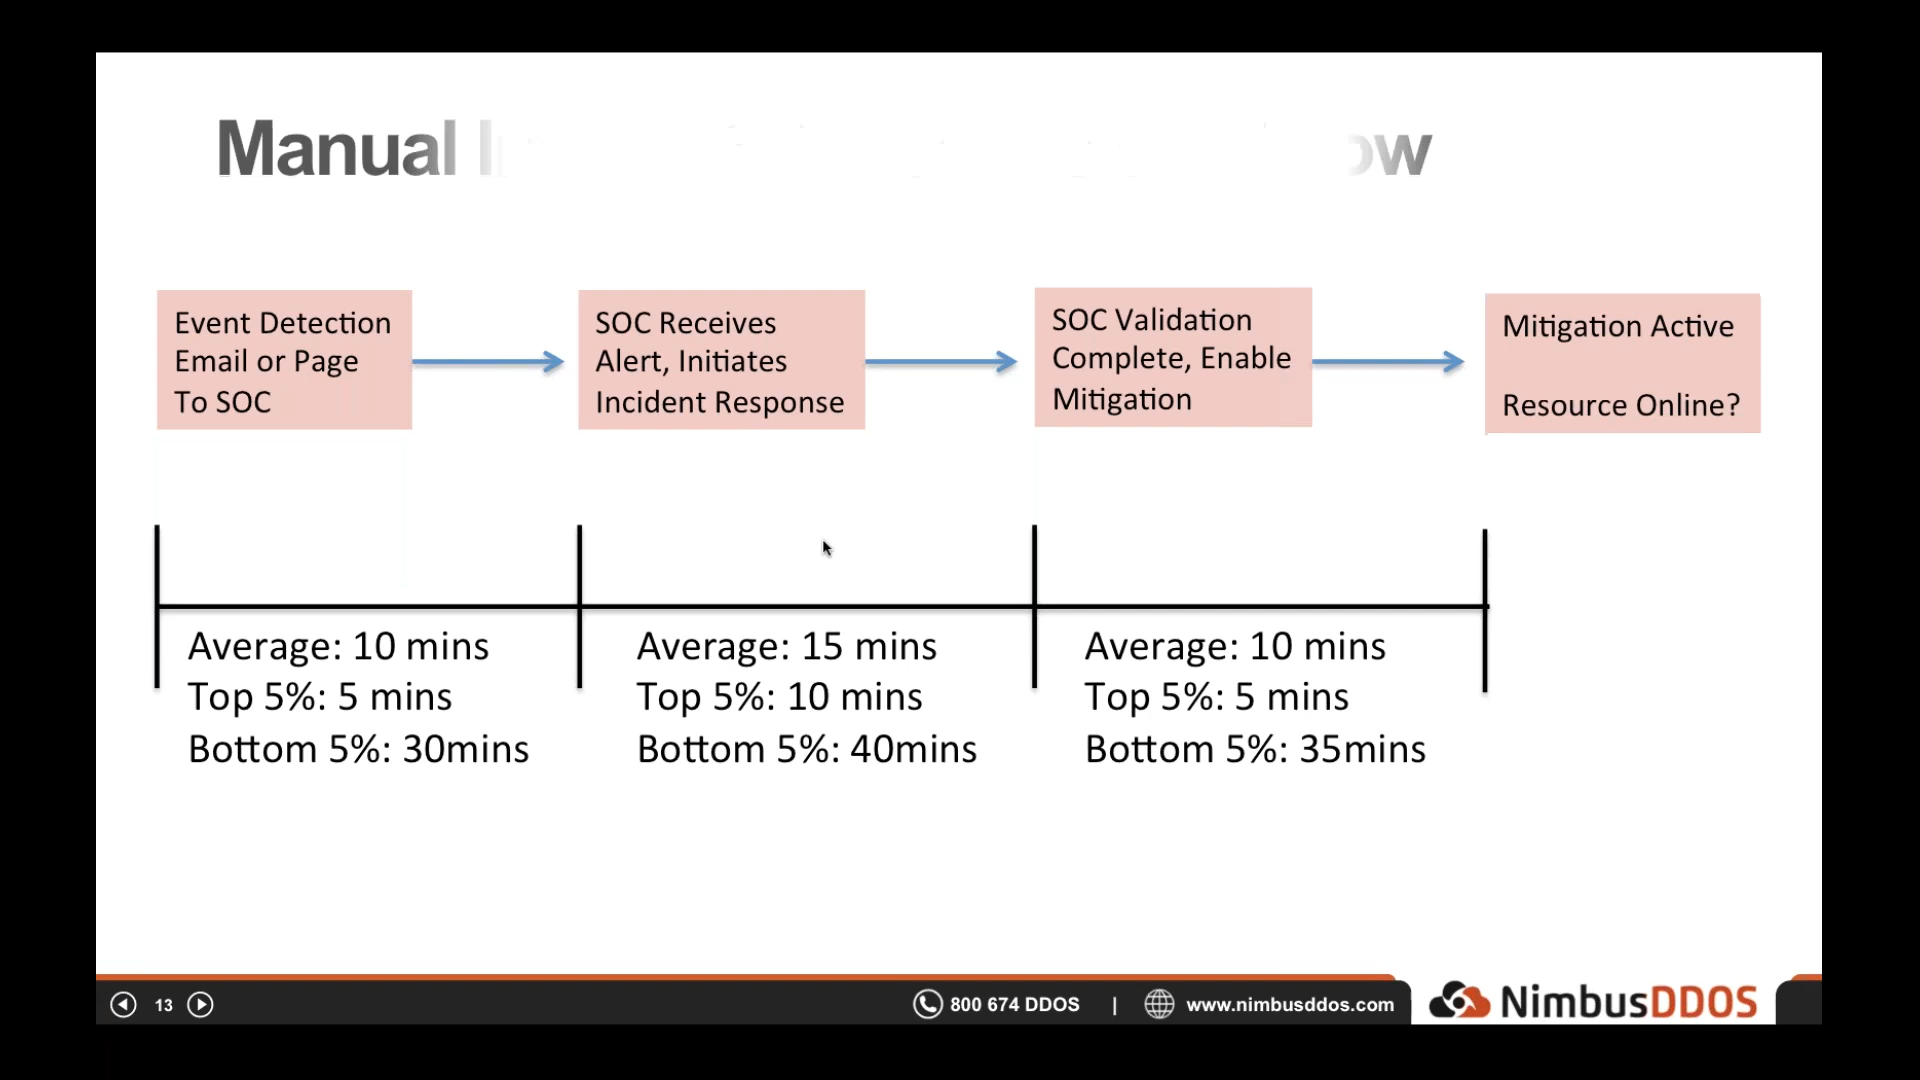 Manual
Event Detection
Email or Page
To SOC
SOC Receives
Alert, Initiates
Incident Response
SOC Validation
Complete, Enable
Mitigation
Mitigation Active
Resource Online?
Average: 10 mins
Top 5%: 5 mins
Bottom 5%: 30mins
Average: 15 mins
Top 5%: 10 mins
Bottom 5%: 40mins
Average: 10 mins
Top 5%: 5 mins
Bottom 5%: 35mins
13
800 674 DDOS | www.nimbusddos.com
NimbusDDOS